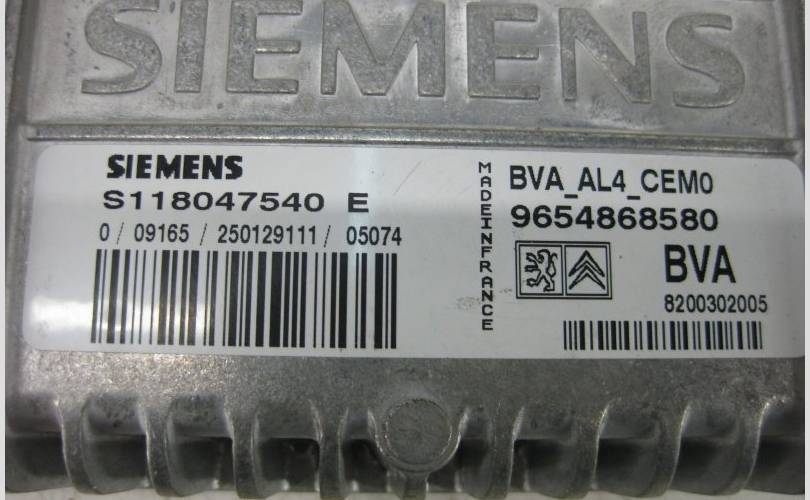 SIEMENS
SIEMENS
S118047540 E
0 / 09165 / 250129111 / 05074
MADEINFRANCE
BVA_AL4_CEM0
9654868580
BVA
8200302005